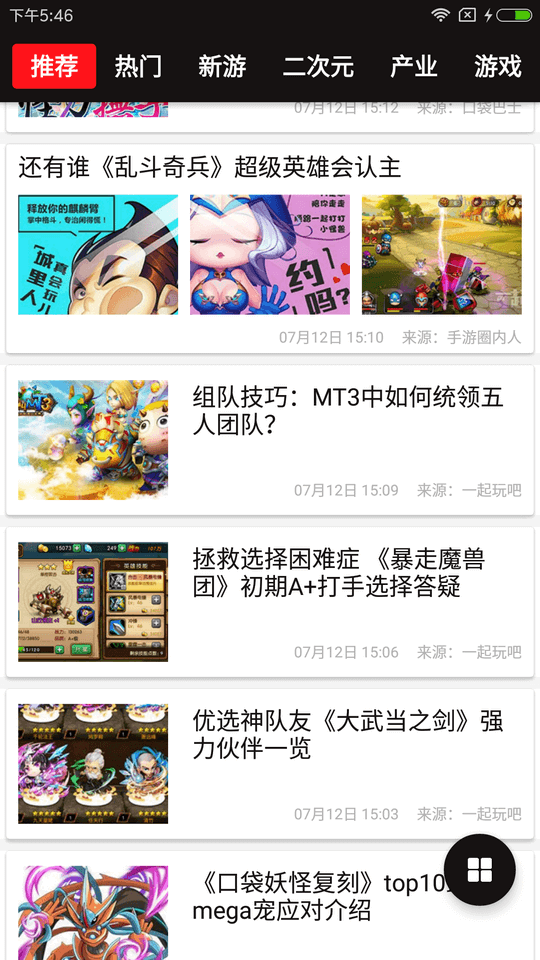 下午5:46
推荐 热门 新游 二次元 产业 游戏
07月12日 15:12 来源：口袋巴士
还有谁《乱斗奇兵》超级英雄会认主
释放你的麒麟臂
掌中格斗，专治闲得慌！
城里人
真会玩儿
陪你走走
小怪兽
约
吗?
07月12日 15:10 来源：手游圈内人
组队技巧：MT3中如何统领五
人团队？
07月12日 15:09 来源：一起玩吧
英雄技能
拯救选择困难症 《暴走魔兽
团》初期A+打手选择答疑
07月12日 15:06 来源：一起玩吧
优选神队友《大武当之剑》强
力伙伴一览
07月12日 15:03 来源：一起玩吧
《口袋妖怪复刻》top10
mega宠应对介绍